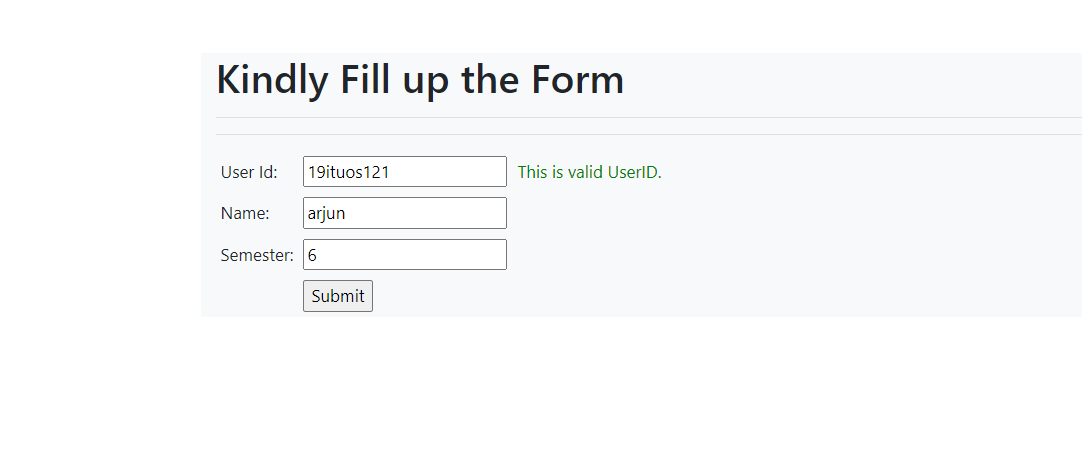 Kindly Fill up the Form
User Id: 19ituos121 This is valid UserID.
Name: arjun
Semester: 6
Submit